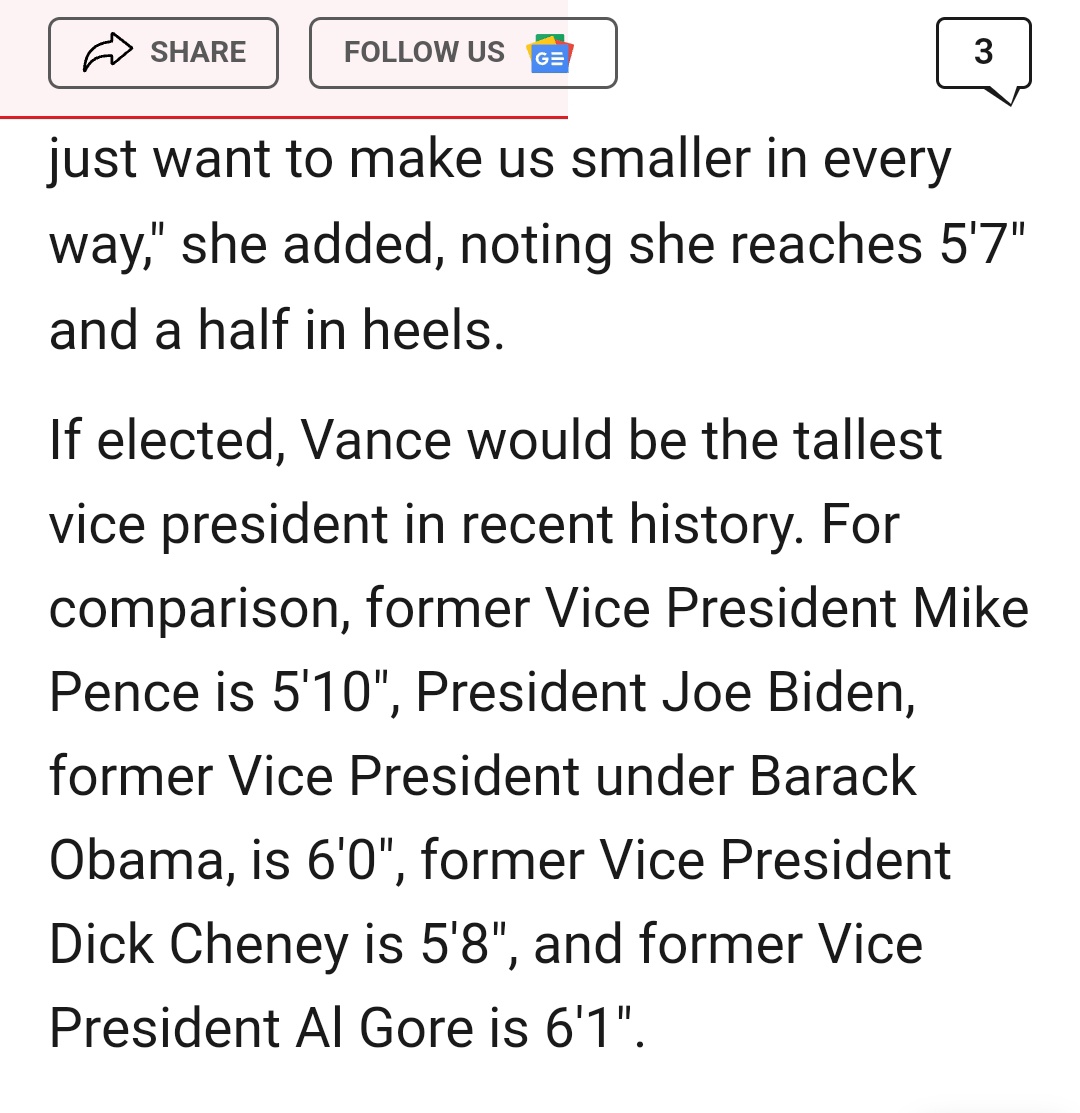 SHARE
FOLLOW US
GE
3
just want to make us smaller in every
way," she added, noting she reaches 5'7"
and a half in heels.
If elected, Vance would be the tallest
vice president in recent history. For
comparison, former Vice President Mike
Pence is 5'10", President Joe Biden,
former Vice President under Barack
Obama, is 6'0", former Vice President
Dick Cheney is 5'8", and former Vice
President Al Gore is 6'1".